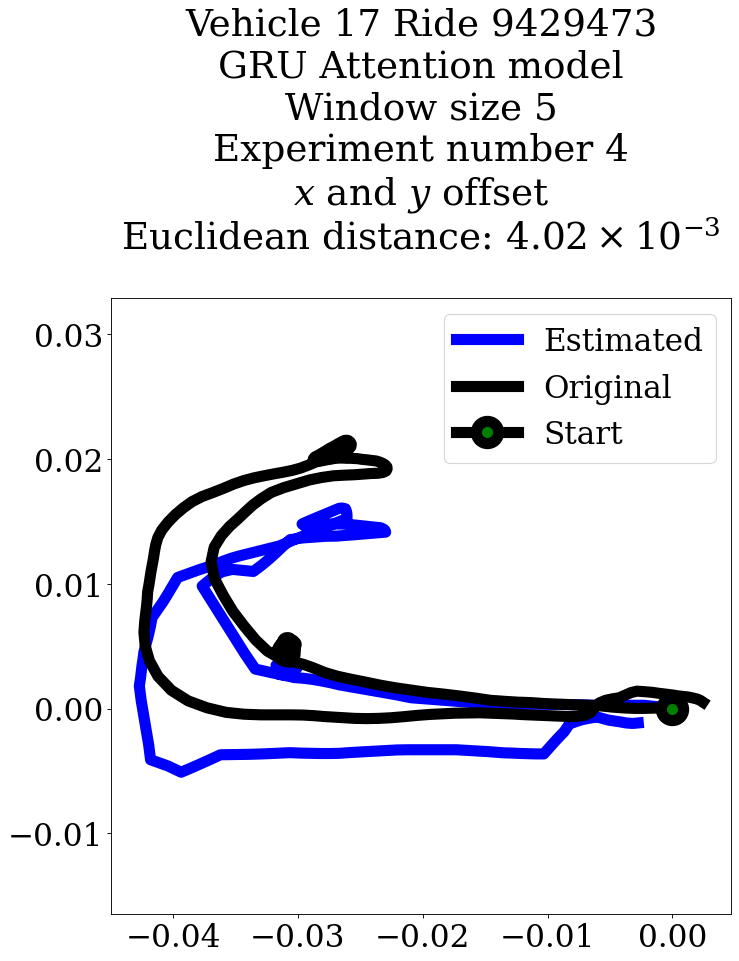 Vehicle 17 Ride 9429473
GRU Attention model
Window size 5
Experiment number 4
x and y offset
Euclidean distance: 4.02 × 10⁻³
Estimated
Original
Start
0.03
0.02
0.01
0.00
−0.01
−0.04 −0.03 −0.02 −0.01 0.00